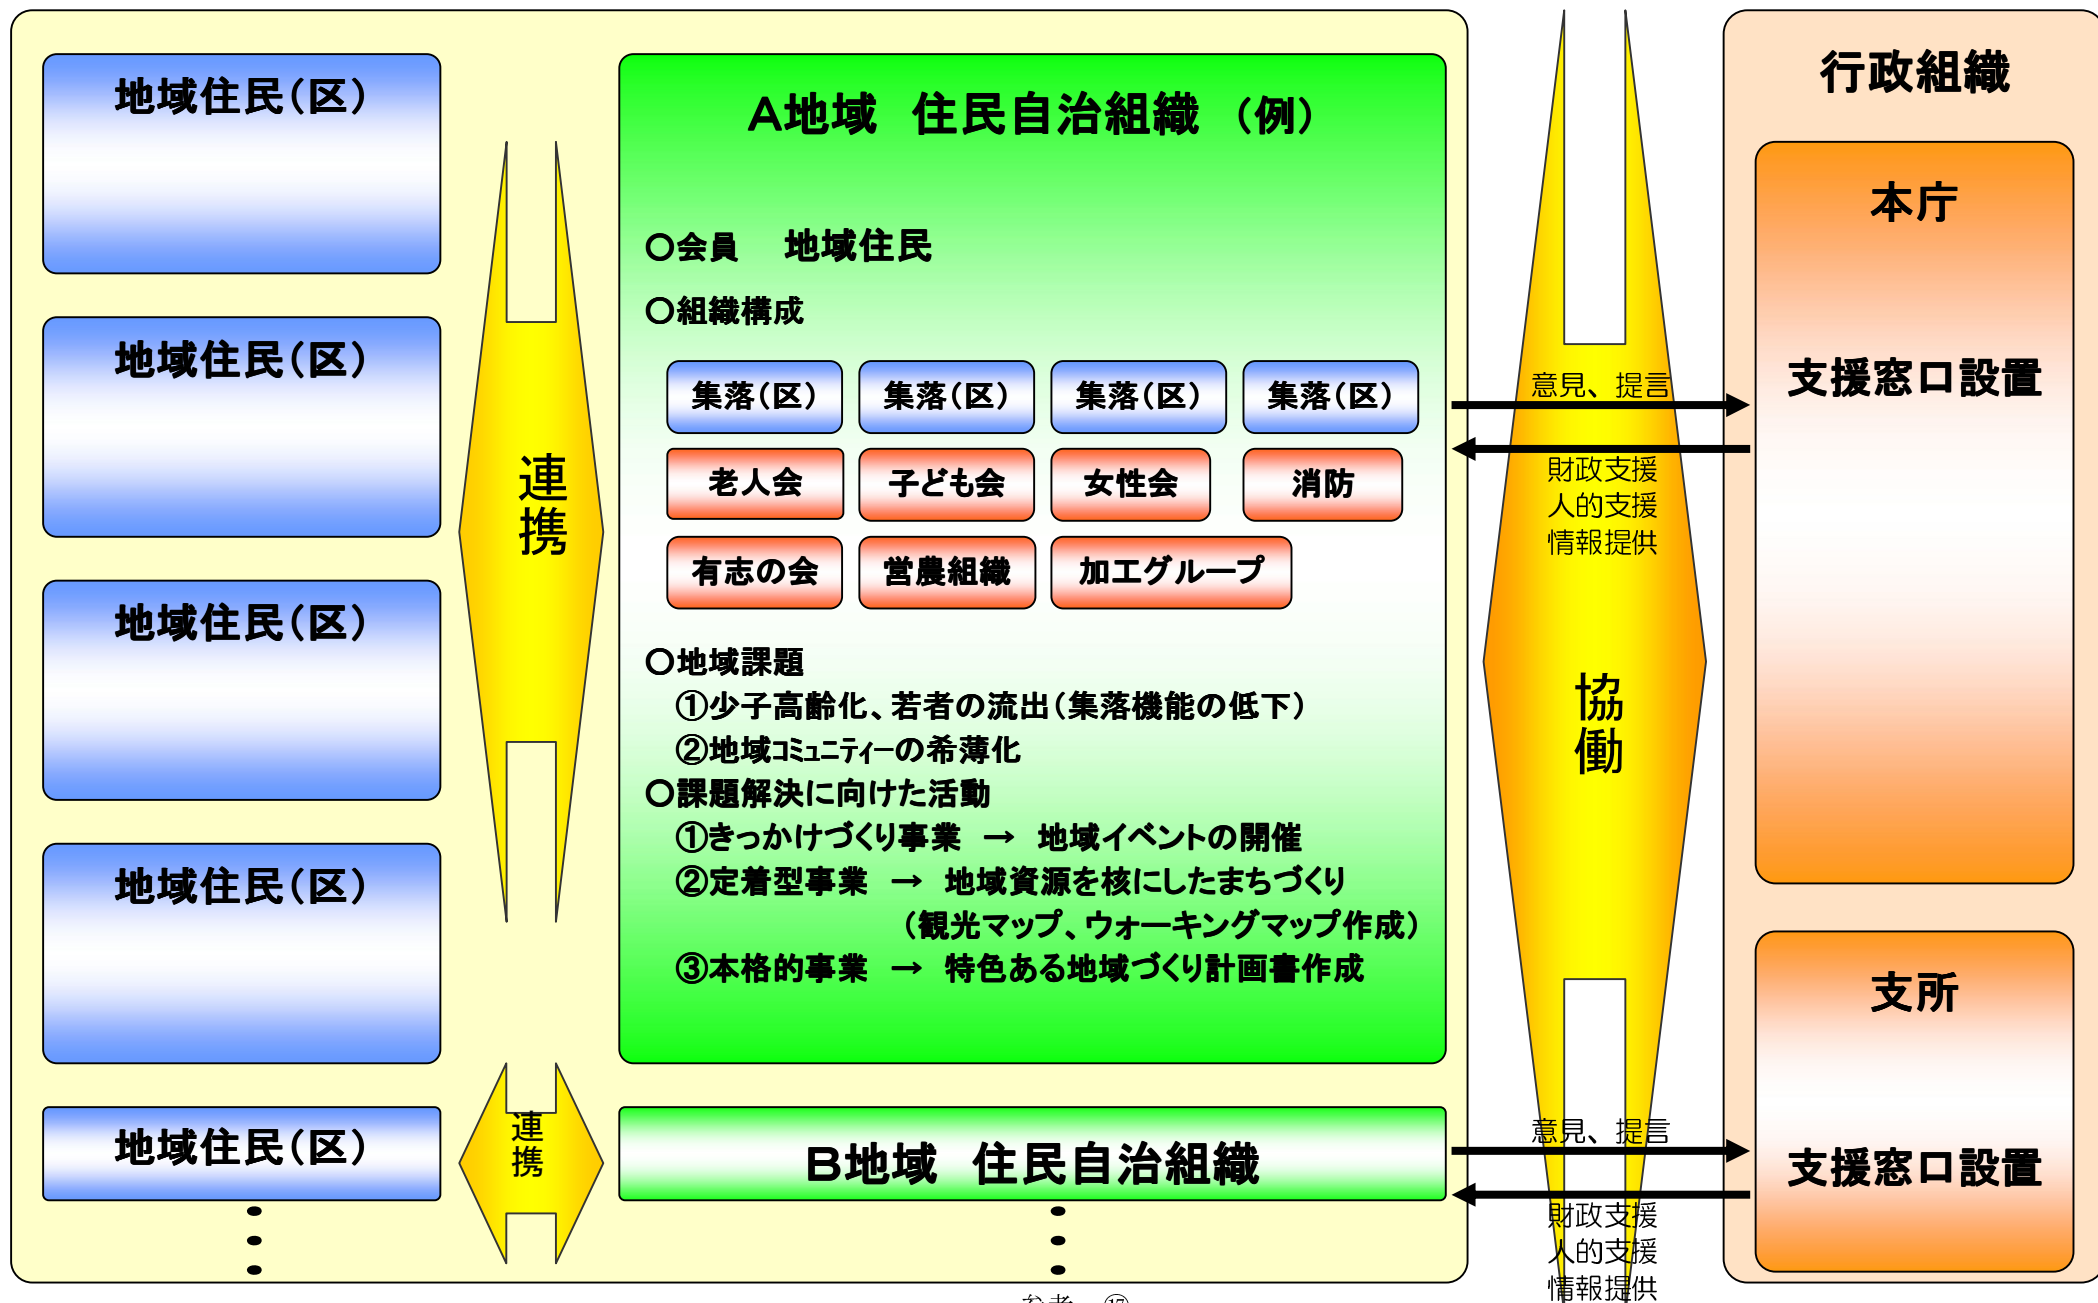 地域住民（区）
地域住民（区）
地域住民（区）
地域住民（区）
地域住民（区）
連携
連携
A地域　住民自治組織 （例）
○会員　地域住民
○組織構成
集落（区）
集落（区）
集落（区）
集落（区）
老人会
子ども会
女性会
消防
有志の会
営農組織
加工グループ
○地域課題
①少子高齢化、若者の流出（集落機能の低下）
②地域ｺﾐｭﾆﾃｨｰの希薄化
○課題解決に向けた活動
①きっかけづくり事業　→　地域イベントの開催
②定着型事業　→　地域資源を核にしたまちづくり
（観光マップ、ウォーキングマップ作成）
③本格的事業　→　特色ある地域づくり計画書作成
B地域　住民自治組織
意見、提言
財政支援
人的支援
情報提供
協働
意見、提言
財政支援
人的支援
情報提供
行政組織
本庁
支援窓口設置
支所
支援窓口設置
参考　⑰